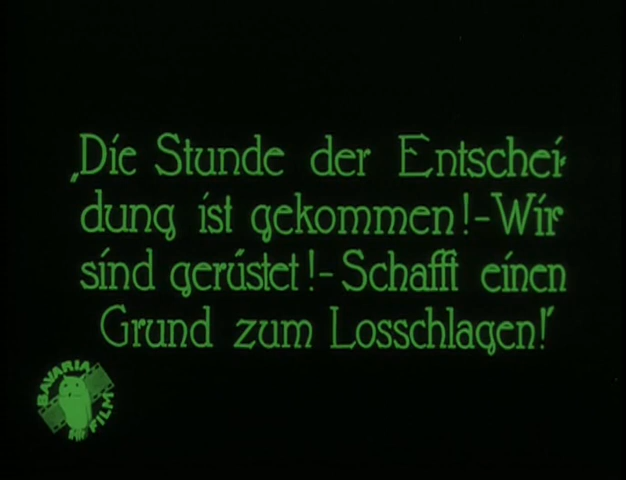 „Die Stunde der Entschei-
dung ist gekommen!-Wir
sind gerüstet!-Schafft einen
Grund zum Losschlagen!“
BAVARIA
FILM